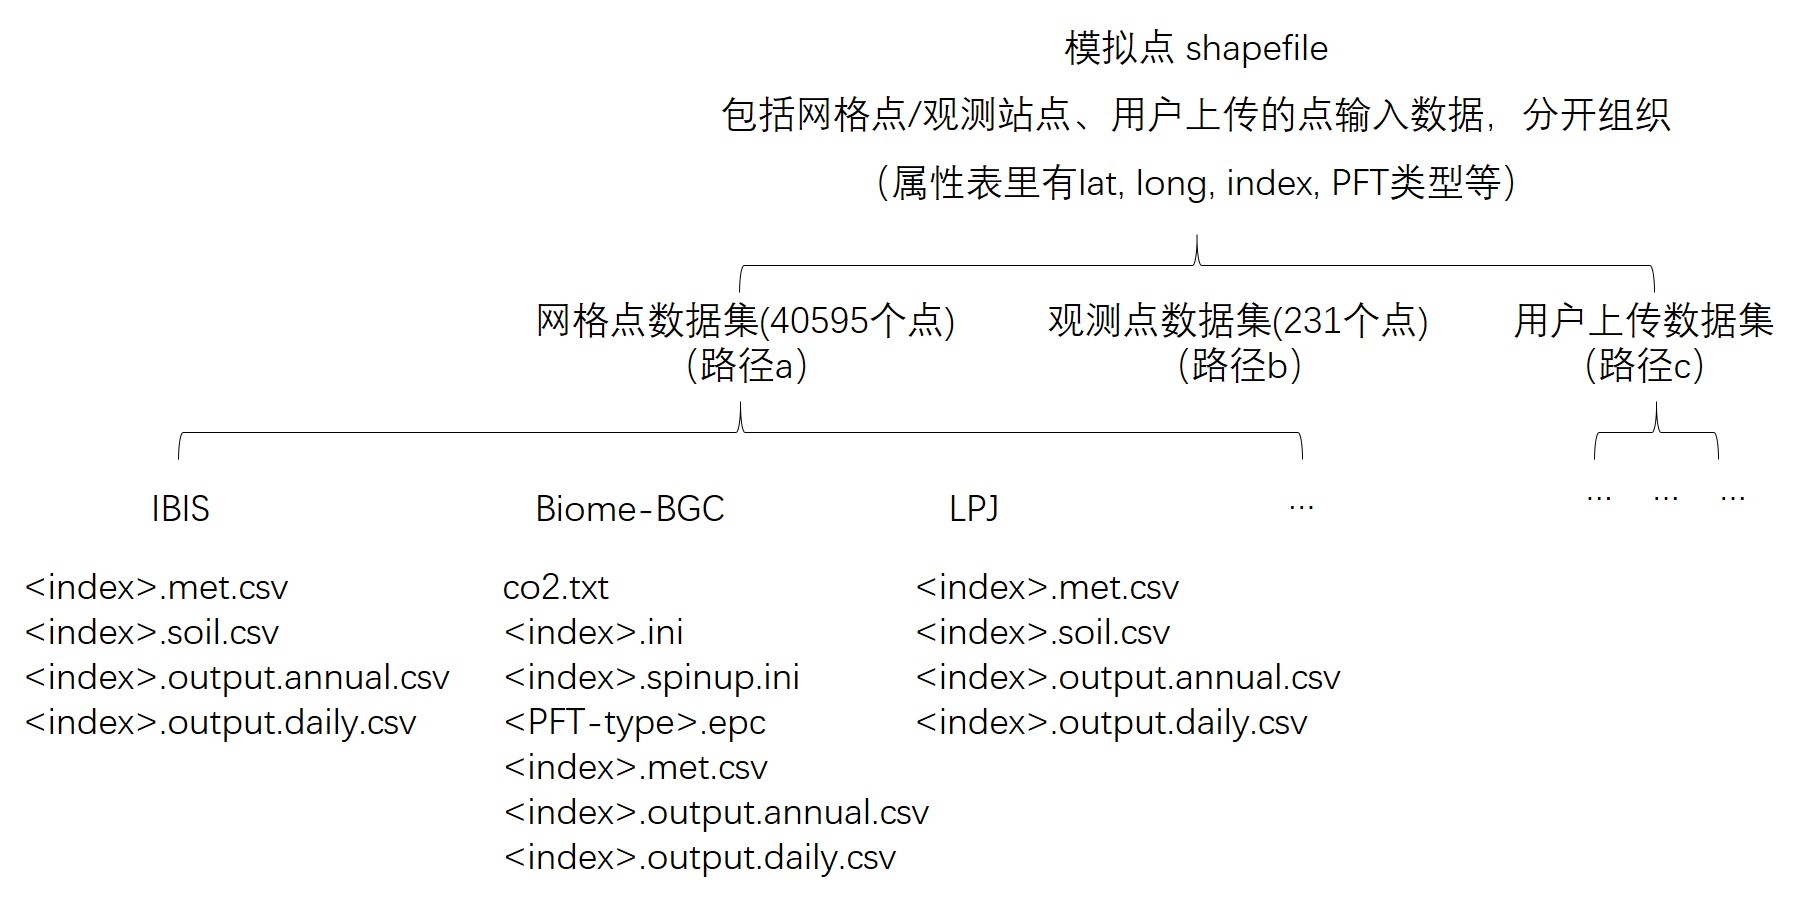 模拟点 shapefile
包括网格点/观测站点、用户上传的点输入数据，分开组织
（属性表里有lat, long, index, PFT类型等）
网格点数据集(40595个点)
（路径a）
观测点数据集(231个点)
（路径b）
用户上传数据集
（路径c）
IBIS
<index>.met.csv
<index>.soil.csv
<index>.output.annual.csv
<index>.output.daily.csv
Biome-BGC
co2.txt
<index>.ini
<index>.spinup.ini
<PFT-type>.epc
<index>.met.csv
<index>.output.annual.csv
<index>.output.daily.csv
LPJ
<index>.met.csv
<index>.soil.csv
<index>.output.annual.csv
<index>.output.daily.csv
...
... ... ...